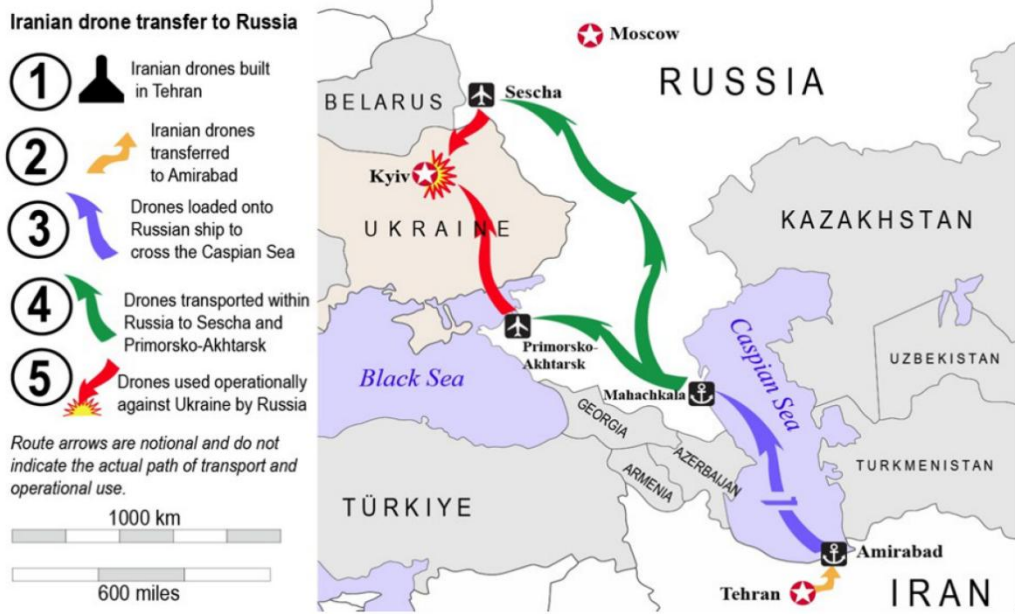 Iranian drone transfer to Russia
1
Iranian drones built
in Tehran
2
Iranian drones
transferred
to Amirabad
3
Drones loaded onto
Russian ship to
cross the Caspian Sea
4
Drones transported within
Russia to Sescha and
Primorsko-Akhtarsk
5
Drones used operationally
against Ukraine by Russia
Route arrows are notional and do not
indicate the actual path of transport and
operational use.
1000 km
600 miles
Moscow
RUSSIA
BELARUS
Sescha
Kyiv
UKRAINE
KAZAKHSTAN
Primorsko-
Akhtarsk
Black Sea
Caspian Sea
UZBEKISTAN
Mahachkala
GEORGIA
AZERBAIJAN
ARMENIA
TURKMENISTAN
TÜRKIYE
Amirabad
Tehran
IRAN